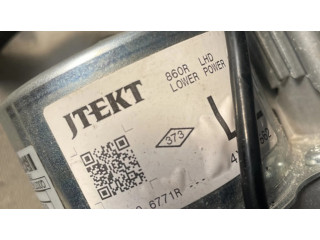 JTEKT
860R LHD
LOWER POWER
373
L
6771R